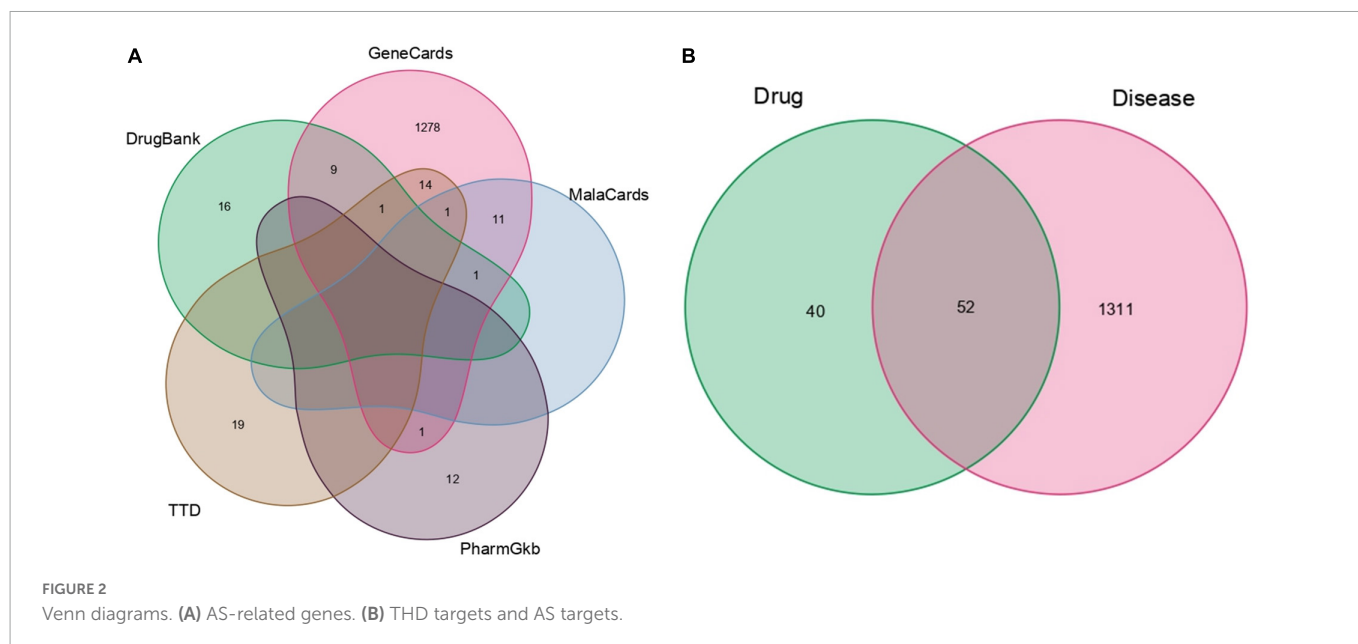 A
GeneCards
DrugBank
1278
9
14
MalaCards
16
1
1
11
1
19
1
12
TTD
PharmGkb
B
Drug
Disease
40
52
1311
FIGURE 2
Venn diagrams. (A) AS-related genes. (B) THD targets and AS targets.